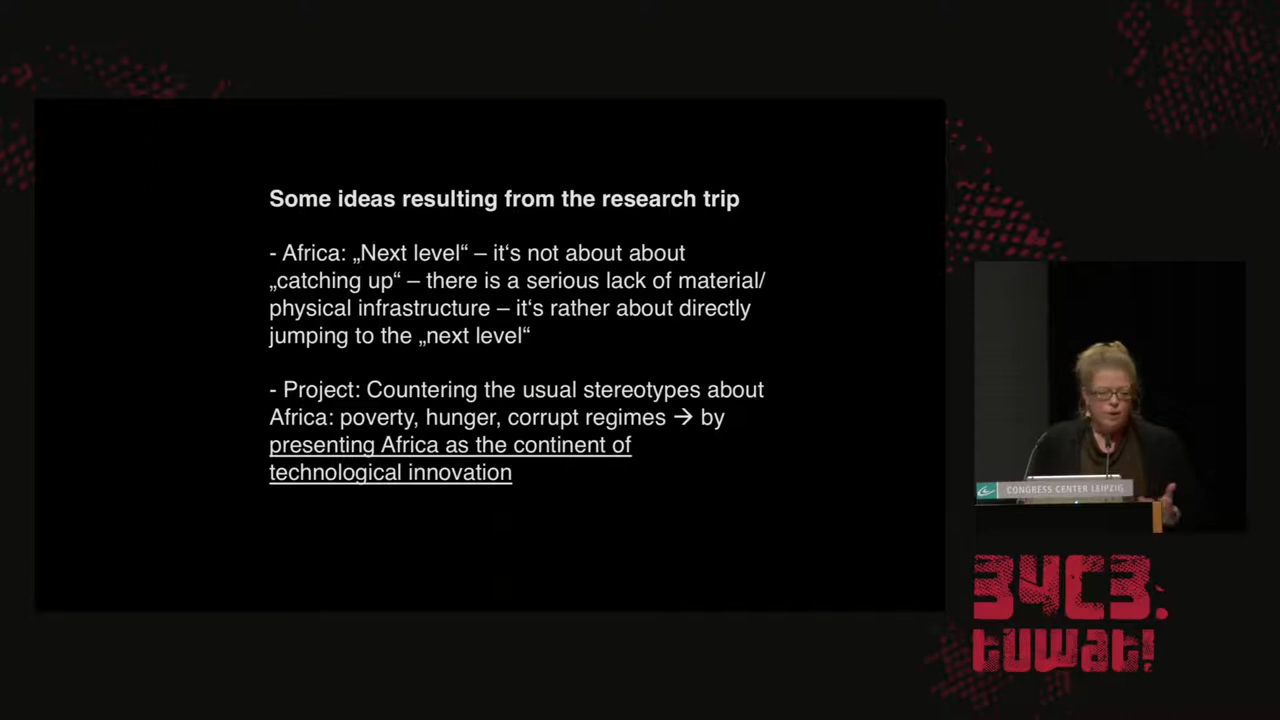 Some ideas resulting from the research trip
- Africa: „Next level“ – it‘s not about about
„catching up“ – there is a serious lack of material/
physical infrastructure – it‘s rather about directly
jumping to the „next level“
- Project: Countering the usual stereotypes about
Africa: poverty, hunger, corrupt regimes → by
presenting Africa as the continent of
technological innovation
CONGRESS CENTER LEIPZIG
34C3.
tuwat!